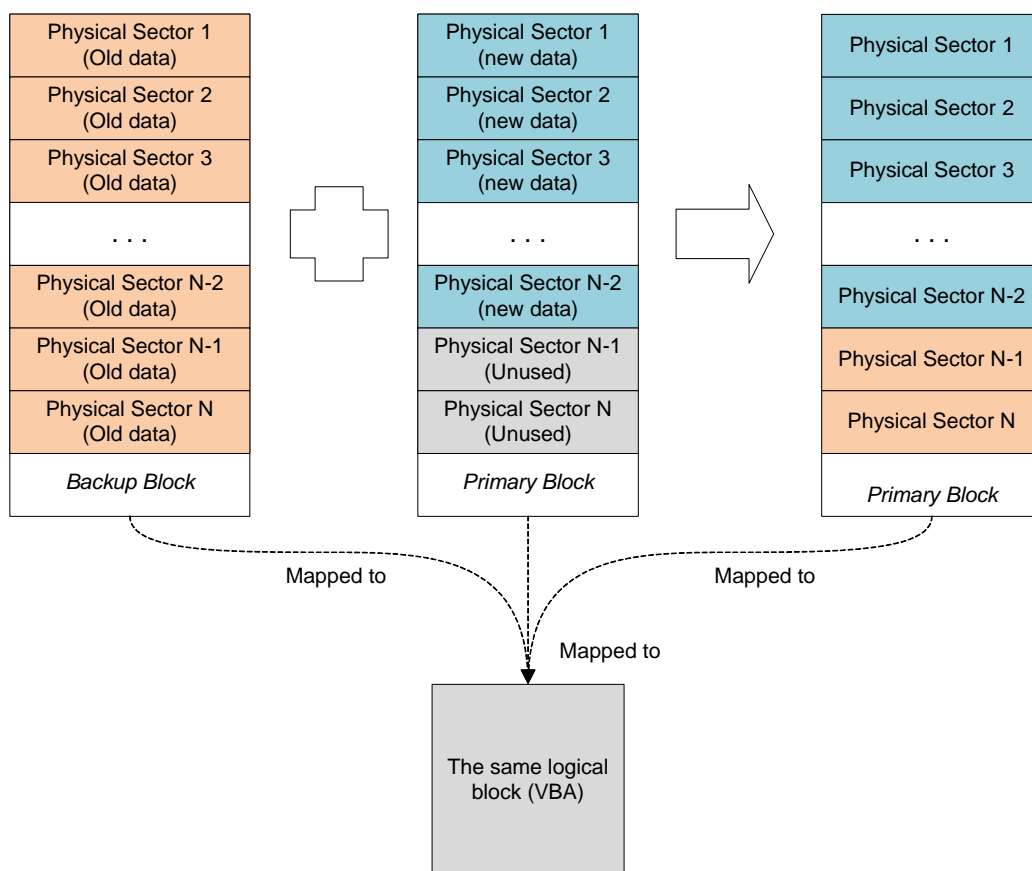 Physical Sector 1
(Old data)
Physical Sector 2
(Old data)
Physical Sector 3
(Old data)
. . .
Physical Sector N-2
(Old data)
Physical Sector N-1
(Old data)
Physical Sector N
(Old data)
Backup Block
Physical Sector 1
(new data)
Physical Sector 2
(new data)
Physical Sector 3
(new data)
. . .
Physical Sector N-2
(new data)
Physical Sector N-1
(Unused)
Physical Sector N
(Unused)
Primary Block
Physical Sector 1
Physical Sector 2
Physical Sector 3
. . .
Physical Sector N-2
Physical Sector N-1
Physical Sector N
Primary Block
Mapped to
Mapped to
Mapped to
The same logical
block (VBA)